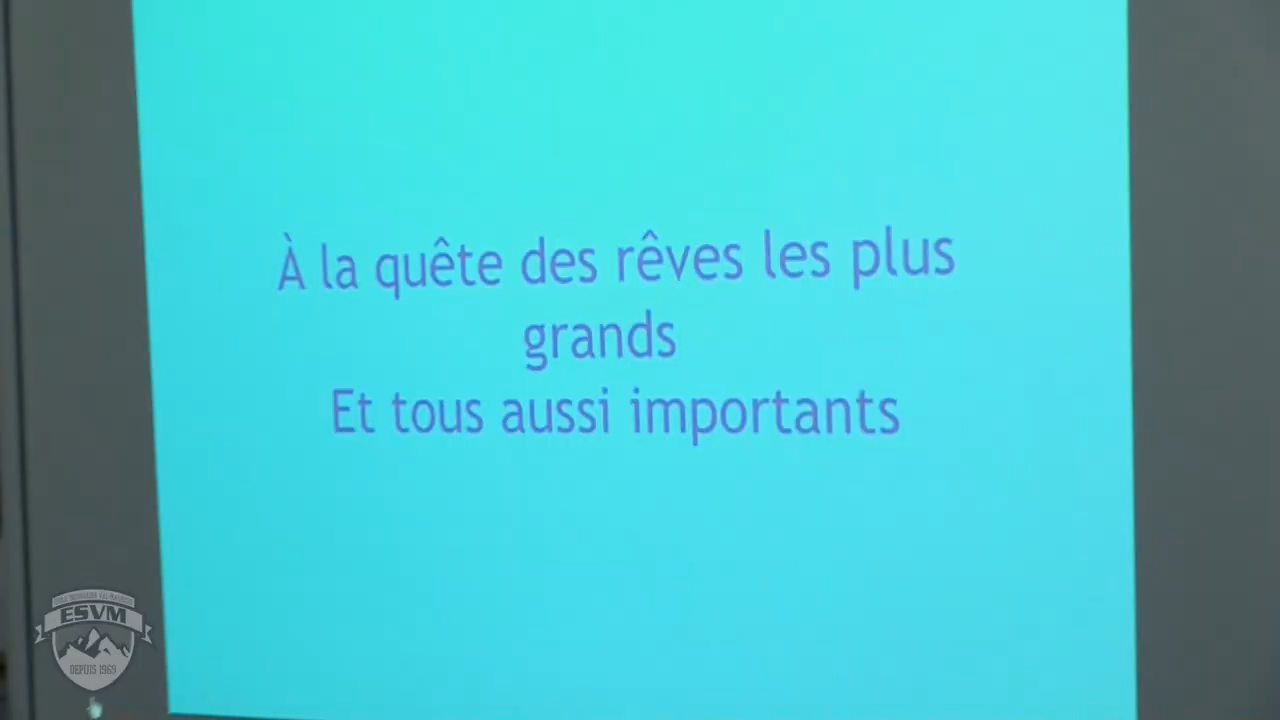 À la quête des rêves les plus
grands
Et tous aussi importants
ESVM
DEPUIS 1969